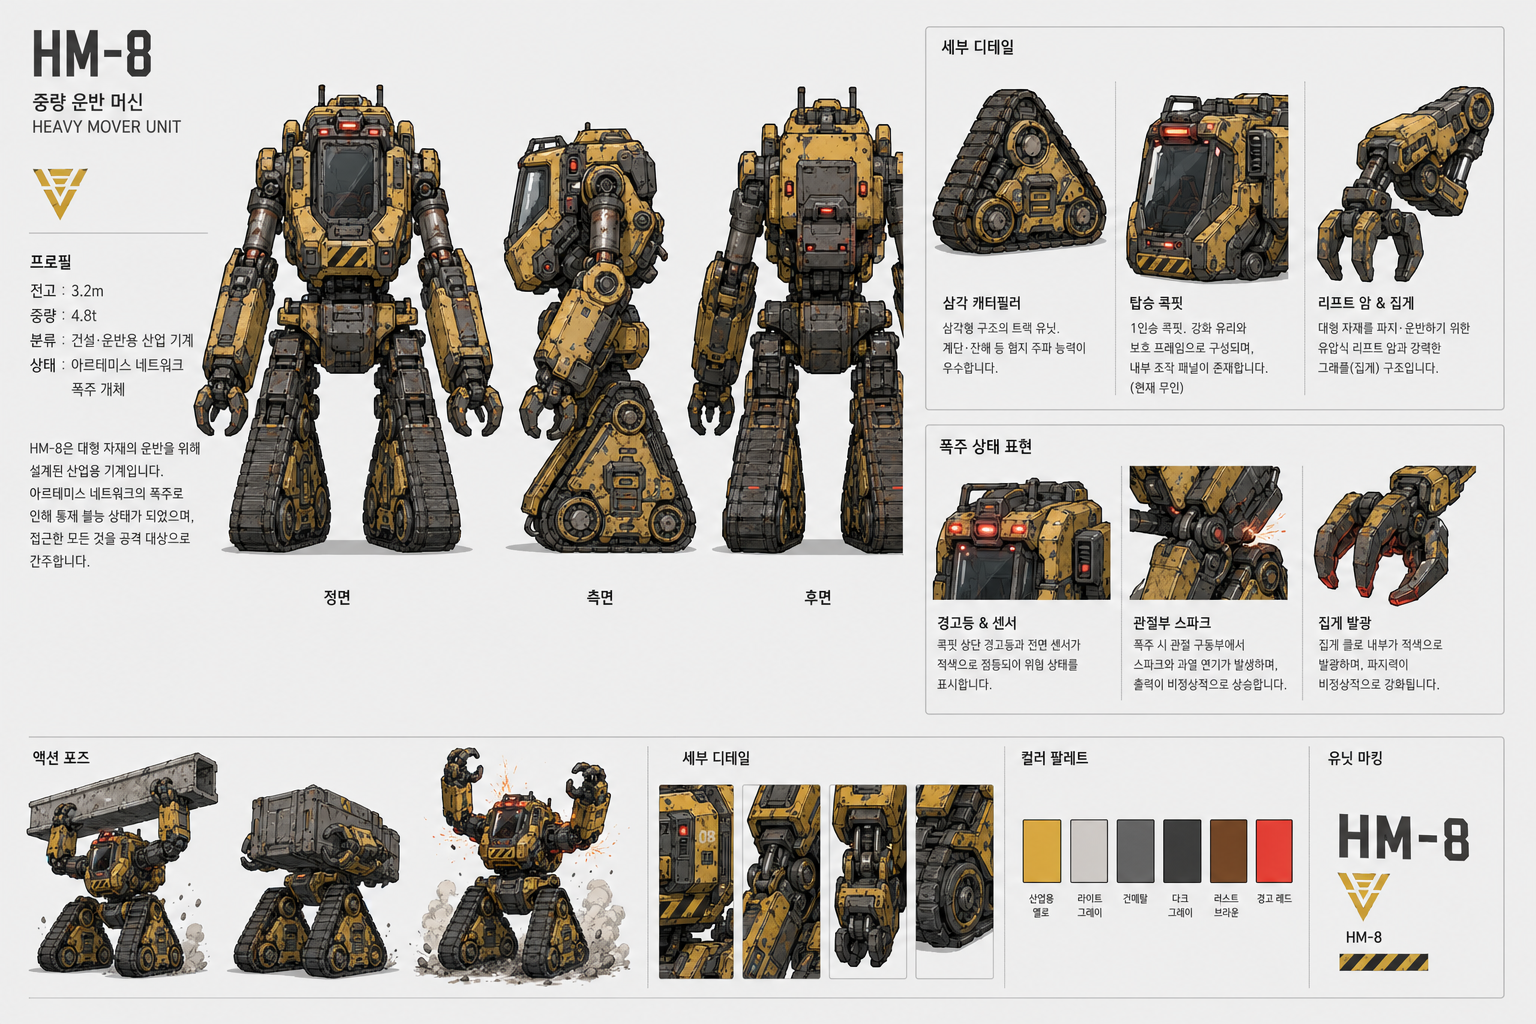 HM-8
중량 운반 머신
HEAVY MOVER UNIT
프로필
전고 : 3.2m
중량 : 4.8t
분류 : 건설·운반용 산업 기계
상태 : 아르테미스 네트워크
폭주 개체
HM-8은 대형 자재의 운반을 위해
설계된 산업용 기계입니다.
아르테미스 네트워크의 폭주로
인해 통제 불능 상태가 되었으며,
접근한 모든 것을 공격 대상으로
간주합니다.
정면
측면
후면
세부 디테일
삼각 캐터필러
삼각형 구조의 트랙 유닛.
계단·잔해 등 험지 주파 능력이
우수합니다.
탑승 콕핏
1인승 콕핏. 강화 유리와
보호 프레임으로 구성되며,
내부 조작 패널이 존재합니다.
(현재 무인)
리프트 암 & 집게
대형 자재를 파지·운반하기 위한
유압식 리프트 암과 강력한
그래플(집게) 구조입니다.
폭주 상태 표현
경고등 & 센서
콕핏 상단 경고등과 전면 센서가
적색으로 점등되어 위협 상태를
표시합니다.
관절부 스파크
폭주 시 관절 구동부에서
스파크와 과열 연기가 발생하며,
출력이 비정상적으로 상승합니다.
집게 발광
집게 클로 내부가 적색으로
발광하며, 파지력이
비정상적으로 강화됩니다.
액션 포즈
세부 디테일
08
컬러 팔레트
산업용
옐로
라이트
그레이
건메탈
다크
그레이
러스트
브라운
경고 레드
유닛 마킹
HM-8
HM-8